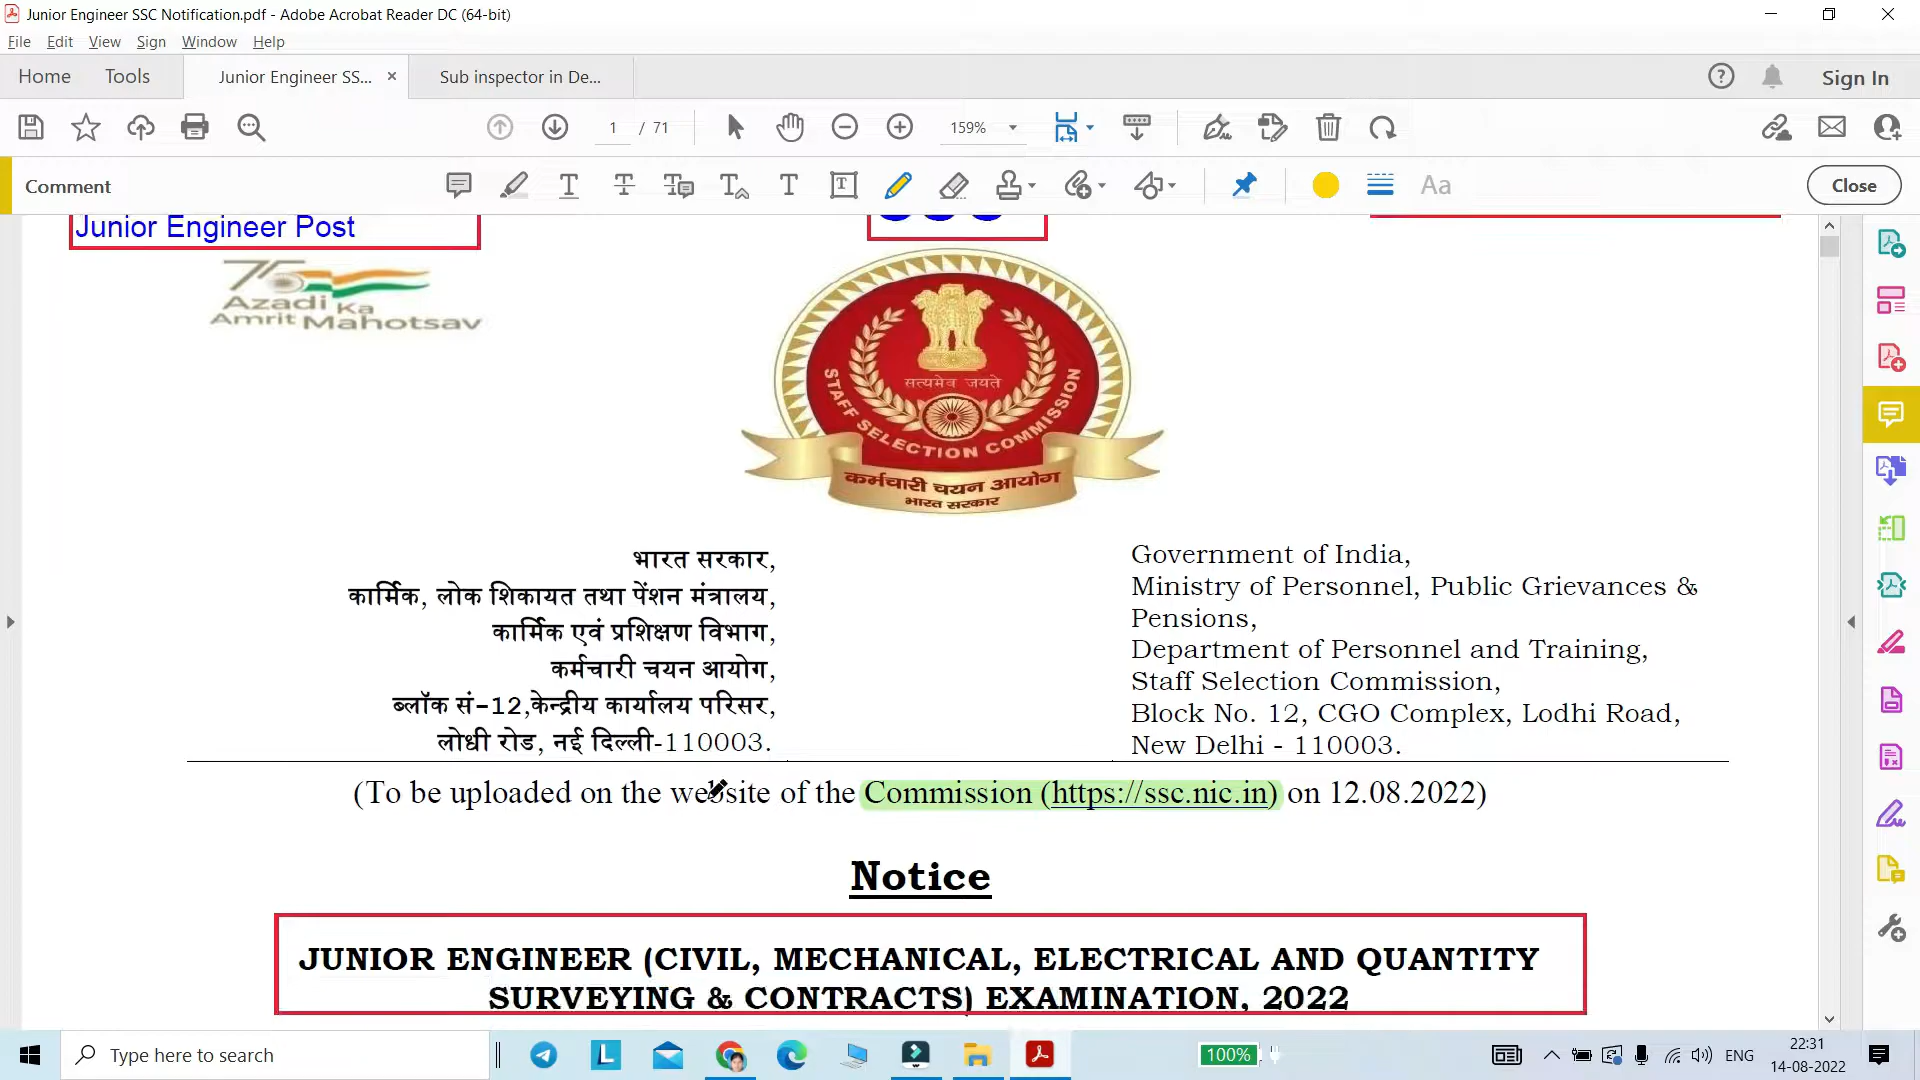 Junior Engineer SSC Notification.pdf - Adobe Acrobat Reader DC (64-bit)
File Edit View Sign Window Help
Home Tools Junior Engineer SS... × Sub inspector in De... Sign In
1 / 71 159%
Comment Aa Close
Junior Engineer Post
75
Azadi Ka
Amrit Mahotsav
सत्यमेव जयते
STAFF SELECTION COMMISSION
कर्मचारी चयन आयोग
भारत सरकार
भारत सरकार,
कार्मिक, लोक शिकायत तथा पेंशन मंत्रालय,
कार्मिक एवं प्रशिक्षण विभाग,
कर्मचारी चयन आयोग,
ब्लॉक सं-12,केन्द्रीय कार्यालय परिसर,
लोधी रोड, नई दिल्ली-110003.
Government of India,
Ministry of Personnel, Public Grievances &
Pensions,
Department of Personnel and Training,
Staff Selection Commission,
Block No. 12, CGO Complex, Lodhi Road,
New Delhi - 110003.
(To be uploaded on the website of the Commission (https://ssc.nic.in) on 12.08.2022)
Notice
JUNIOR ENGINEER (CIVIL, MECHANICAL, ELECTRICAL AND QUANTITY
SURVEYING & CONTRACTS) EXAMINATION, 2022
Type here to search
L
100%
ENG
22:31
14-08-2022